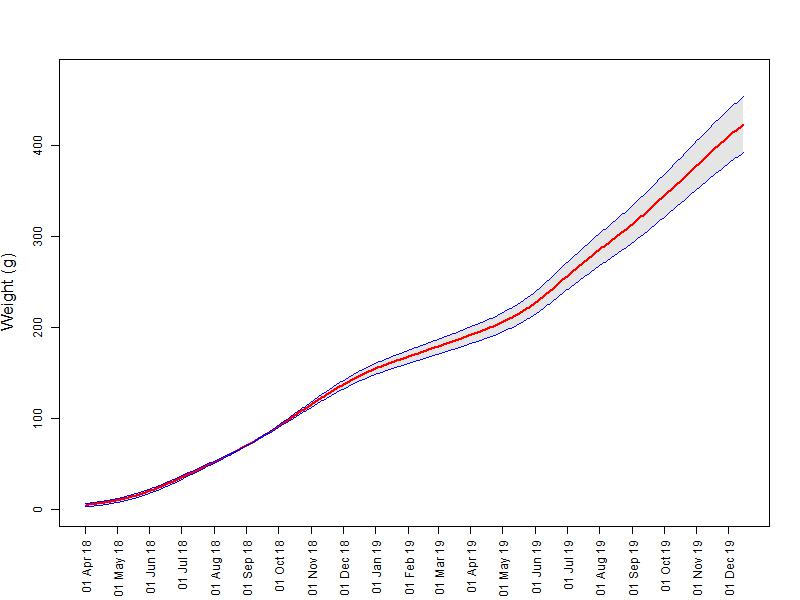 Weight (g)
400
300
200
100
0
01 Apr 18
01 May 18
01 Jun 18
01 Jul 18
01 Aug 18
01 Sep 18
01 Oct 18
01 Nov 18
01 Dec 18
01 Jan 19
01 Feb 19
01 Mar 19
01 Apr 19
01 May 19
01 Jun 19
01 Jul 19
01 Aug 19
01 Sep 19
01 Oct 19
01 Nov 19
01 Dec 19